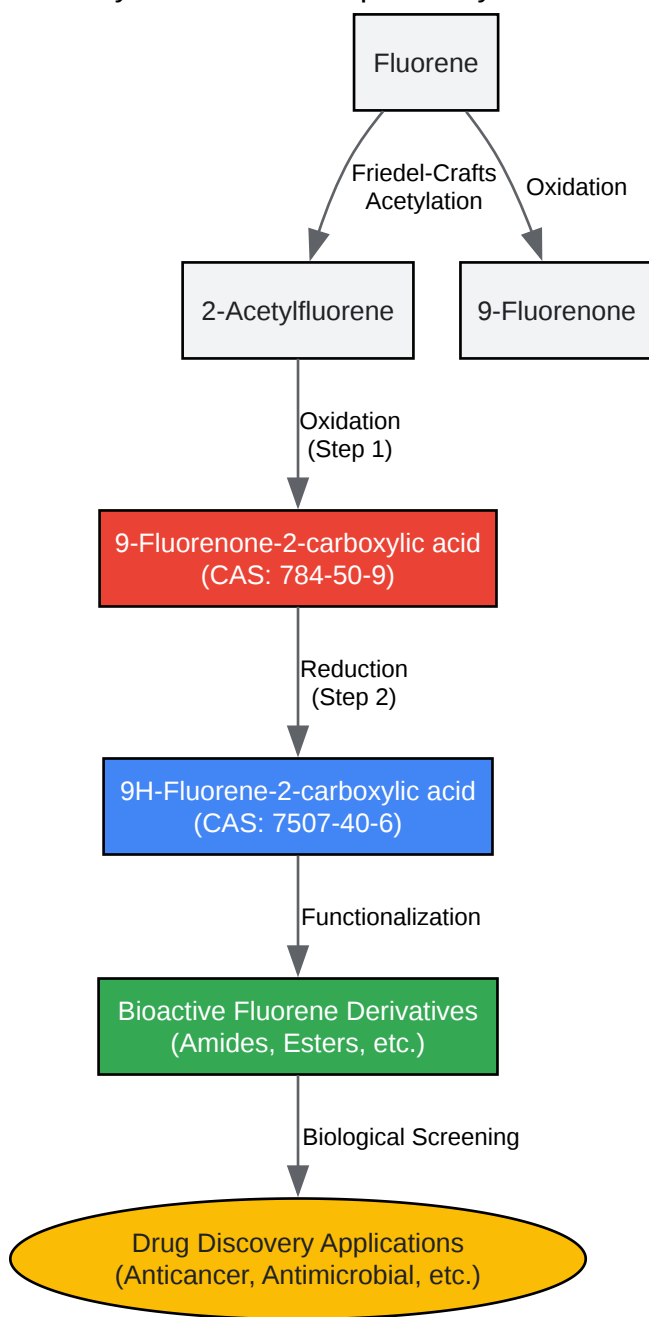 Fluorene
Friedel-Crafts
Acetylation
Oxidation
2-Acetylfluorene
9-Fluorenone
Oxidation
(Step 1)
9-Fluorenone-2-carboxylic acid
(CAS: 784-50-9)
Reduction
(Step 2)
9H-Fluorene-2-carboxylic acid
(CAS: 7507-40-6)
Functionalization
Bioactive Fluorene Derivatives
(Amides, Esters, etc.)
Biological Screening
Drug Discovery Applications
(Anticancer, Antimicrobial, etc.)